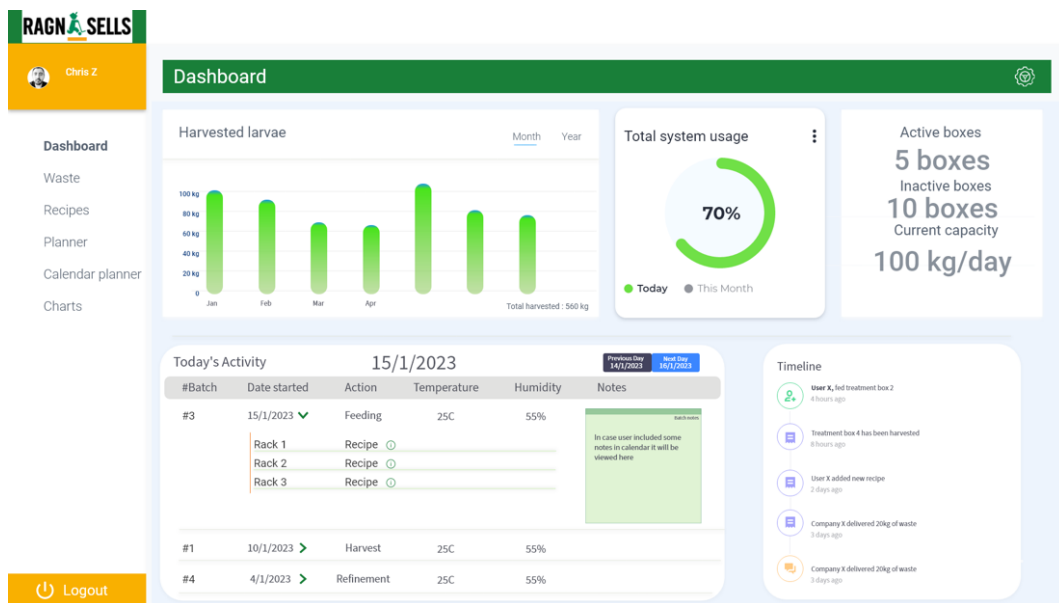 RAGN SELLS
Chris Z
Dashboard
Dashboard
Waste
Recipes
Planner
Calendar planner
Charts
Logout
Harvested larvae
Month Year
100 kg
80 kg
60 kg
40 kg
20 kg
0
Jan Feb Mar Apr
Total harvested : 560 kg
Total system usage
70%
Today This Month
Active boxes
5 boxes
Inactive boxes
10 boxes
Current capacity
100 kg/day
Today's Activity 15/1/2023
Previous Day
14/1/2023
Next Day
16/1/2023
#Batch Date started Action Temperature Humidity Notes
#3 15/1/2023 Feeding 25C 55%
Rack 1 Recipe
Rack 2 Recipe
Rack 3 Recipe
Batch notes
In case user included some
notes in calendar it will be
viewed here
#1 10/1/2023 Harvest 25C 55%
#4 4/1/2023 Refinement 25C 55%
Timeline
User X, fed treatment box 2
4 hours ago
Treatment box 4 has been harvested
8 hours ago
User X added new recipe
2 days ago
Company X delivered 20kg of waste
3 days ago
Company X delivered 20kg of waste
3 days ago